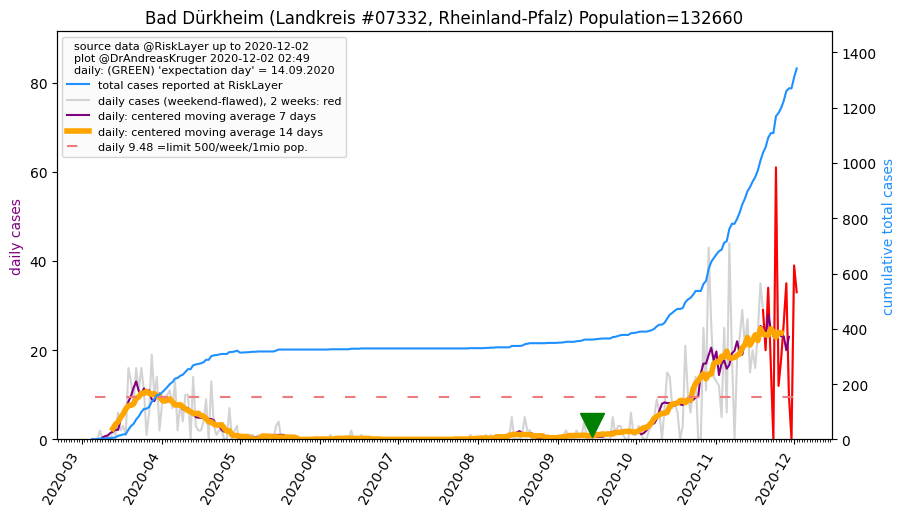 Bad Dürkheim (Landkreis #07332, Rheinland-Pfalz) Population=132660
source data @RiskLayer up to 2020-12-02
plot @DrAndreasKruger 2020-12-02 02:49
daily: (GREEN) 'expectation day' = 14.09.2020
total cases reported at RiskLayer
daily cases (weekend-flawed), 2 weeks: red
daily: centered moving average 7 days
daily: centered moving average 14 days
daily 9.48 =limit 500/week/1mio pop.
daily cases
0
20
40
60
80
cumulative total cases
0
200
400
600
800
1000
1200
1400
2020-03
2020-04
2020-05
2020-06
2020-07
2020-08
2020-09
2020-10
2020-11
2020-12